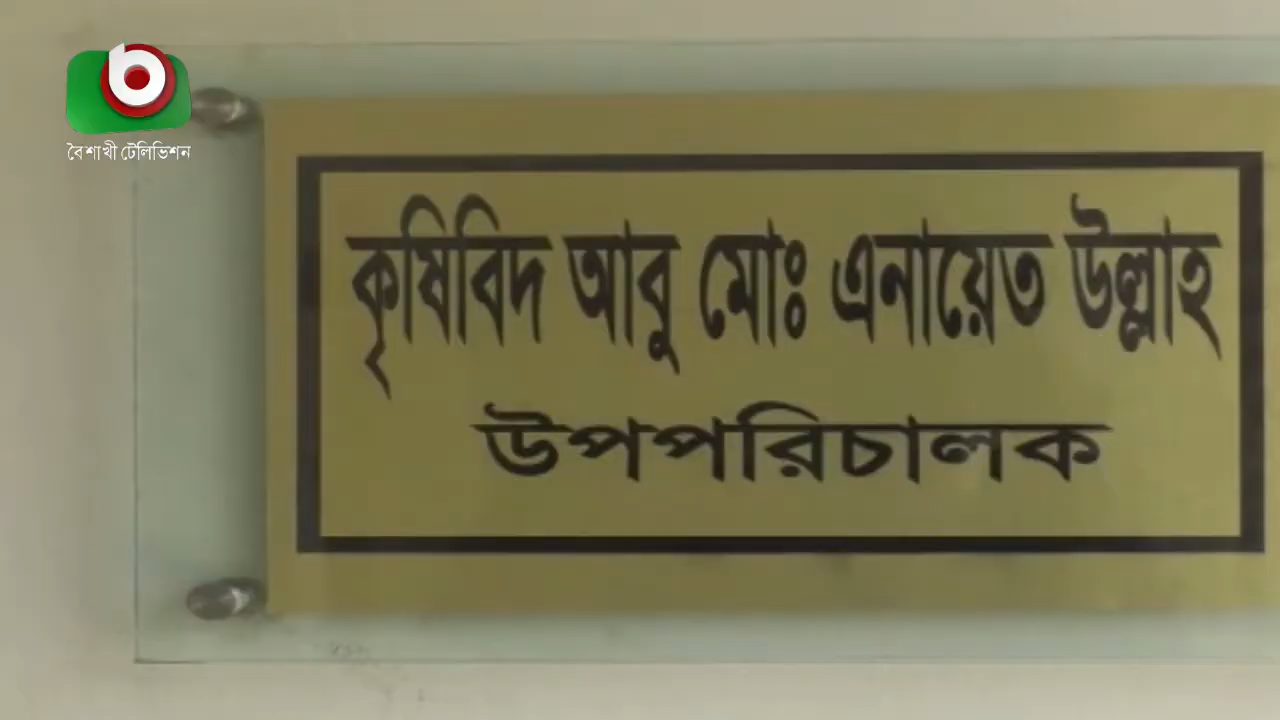 বৈশাখী টেলিভিশন
কৃষিবিদ আবু মোঃ এনায়েত উল্লাহ
উপপরিচালক